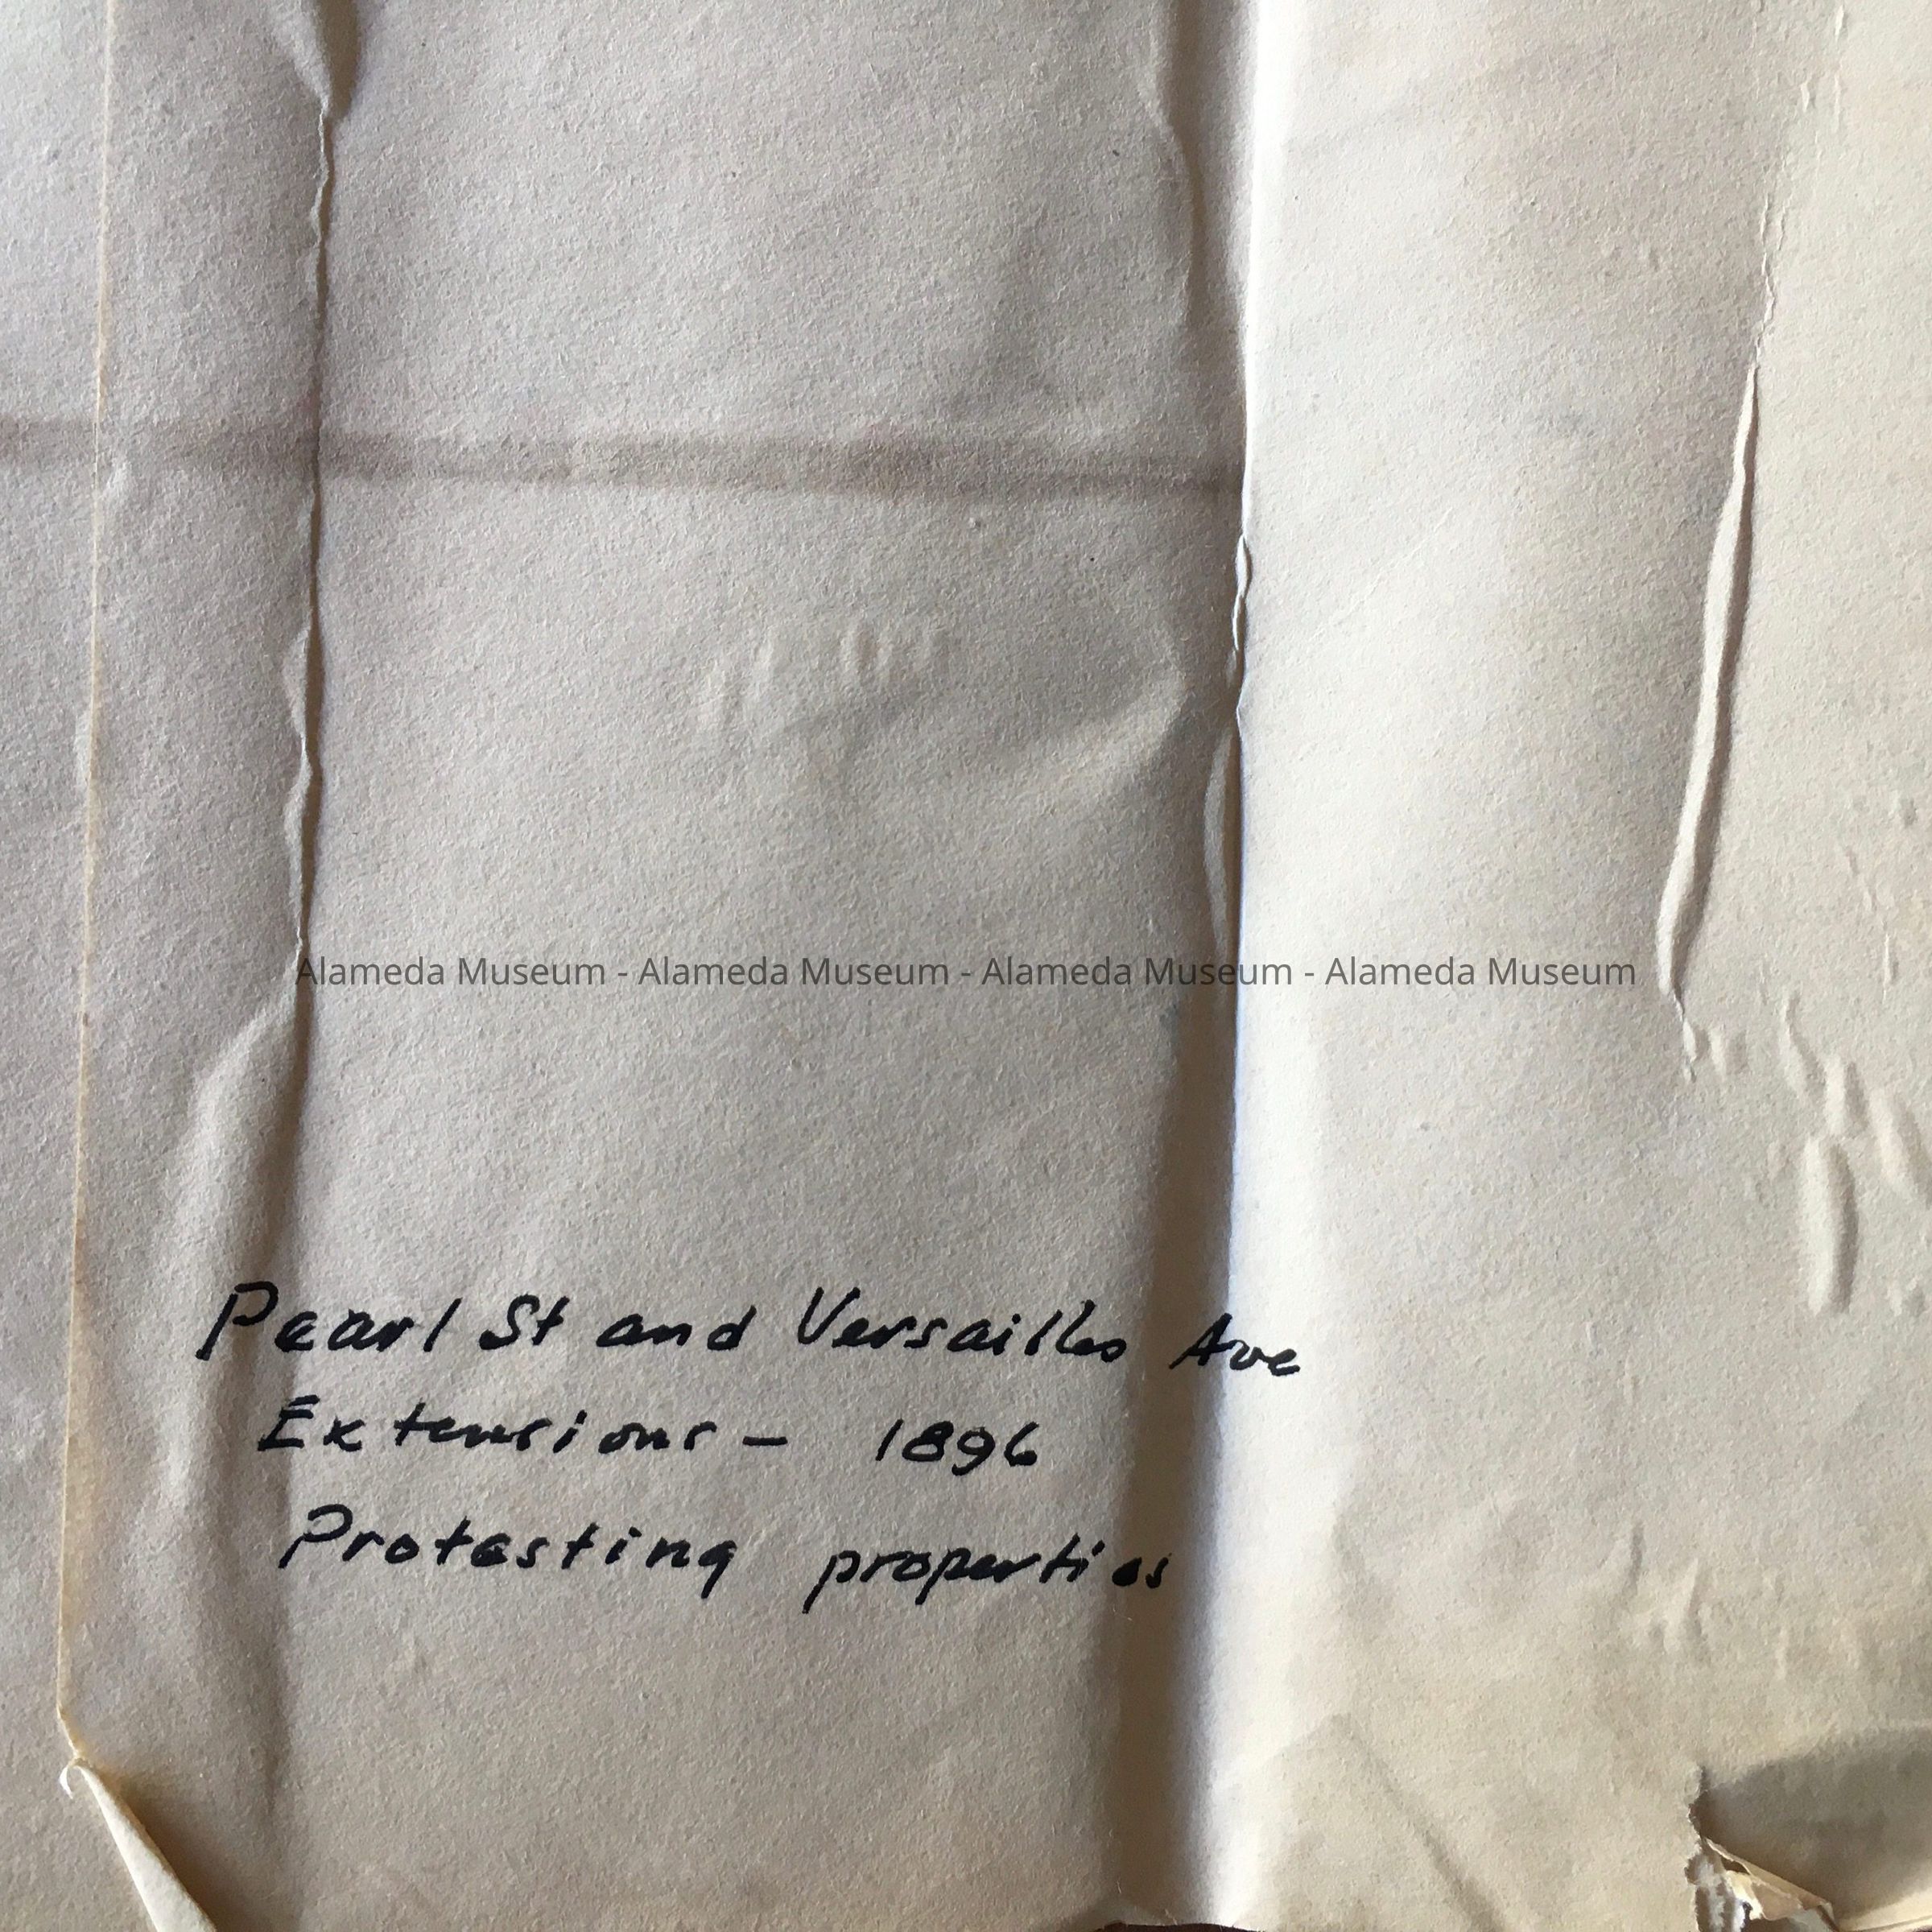 Alameda Museum - Alameda Museum - Alameda Museum - Alameda Museum
Pearl St and Versailles Ave
Extensions - 1896
Protesting properties